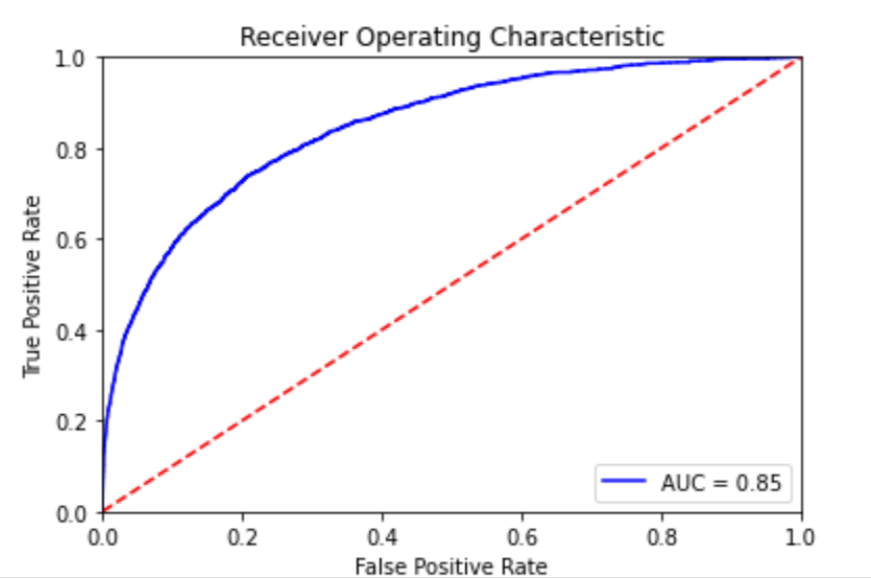 Receiver Operating Characteristic
1.0
0.8
0.6
0.4
0.2
0.0
True Positive Rate
AUC = 0.85
0.0 0.2 0.4 0.6 0.8 1.0
False Positive Rate